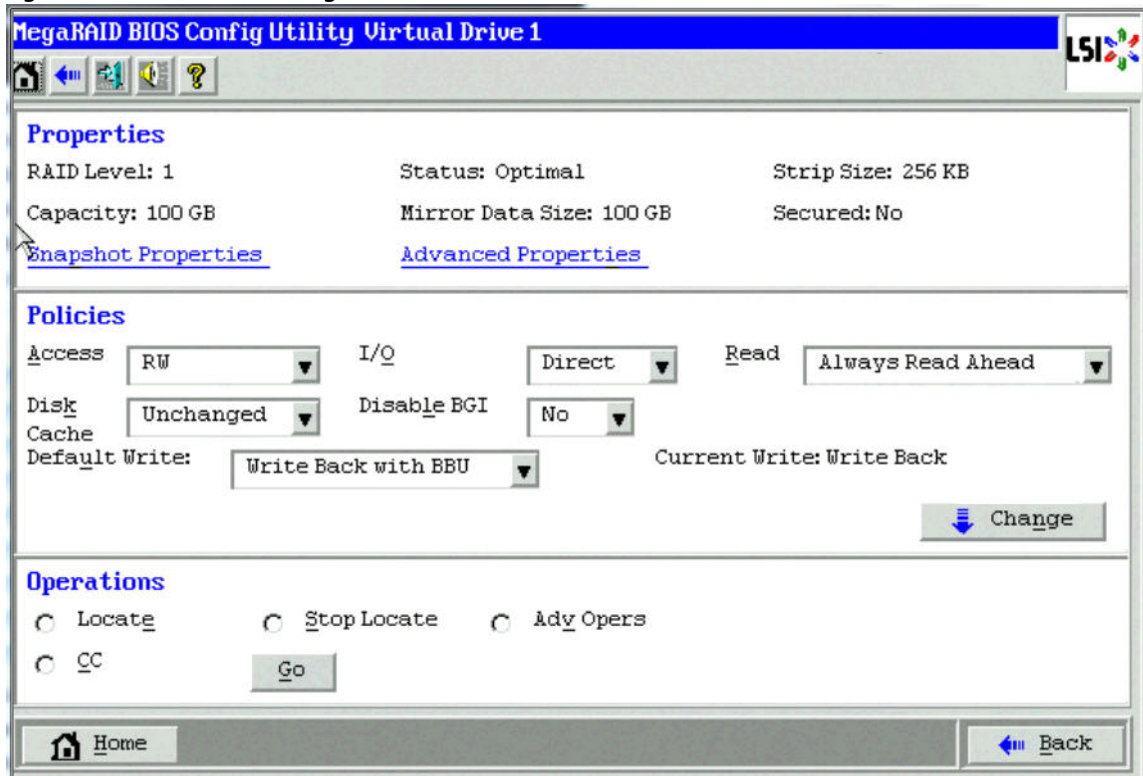 MegaRAID BIOS Config Utility Virtual Drive 1
LSI
Properties
RAID Level: 1 Status: Optimal Strip Size: 256 KB
Capacity: 100 GB Mirror Data Size: 100 GB Secured: No
Snapshot Properties Advanced Properties
Policies
Access RW I/O Direct Read Always Read Ahead
Disk Cache Unchanged Disable BGI No
Default Write: Write Back with BBU Current Write: Write Back
Change
Operations
Locate Stop Locate Adv Opers
CC Go
Home Back